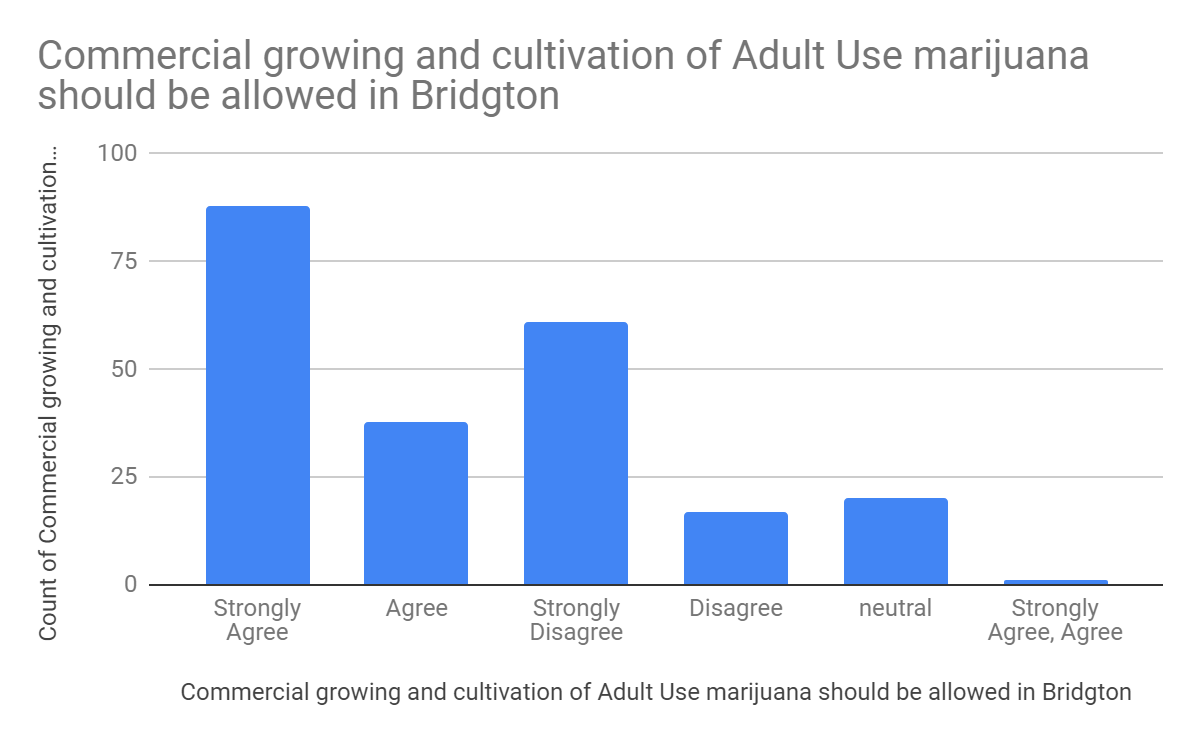 Commercial growing and cultivation of Adult Use marijuana
should be allowed in Bridgton
Count of Commercial growing and cultivation...
100
75
50
25
0
Strongly
Agree
Agree
Strongly
Disagree
Disagree
neutral
Strongly
Agree, Agree
Commercial growing and cultivation of Adult Use marijuana should be allowed in Bridgton